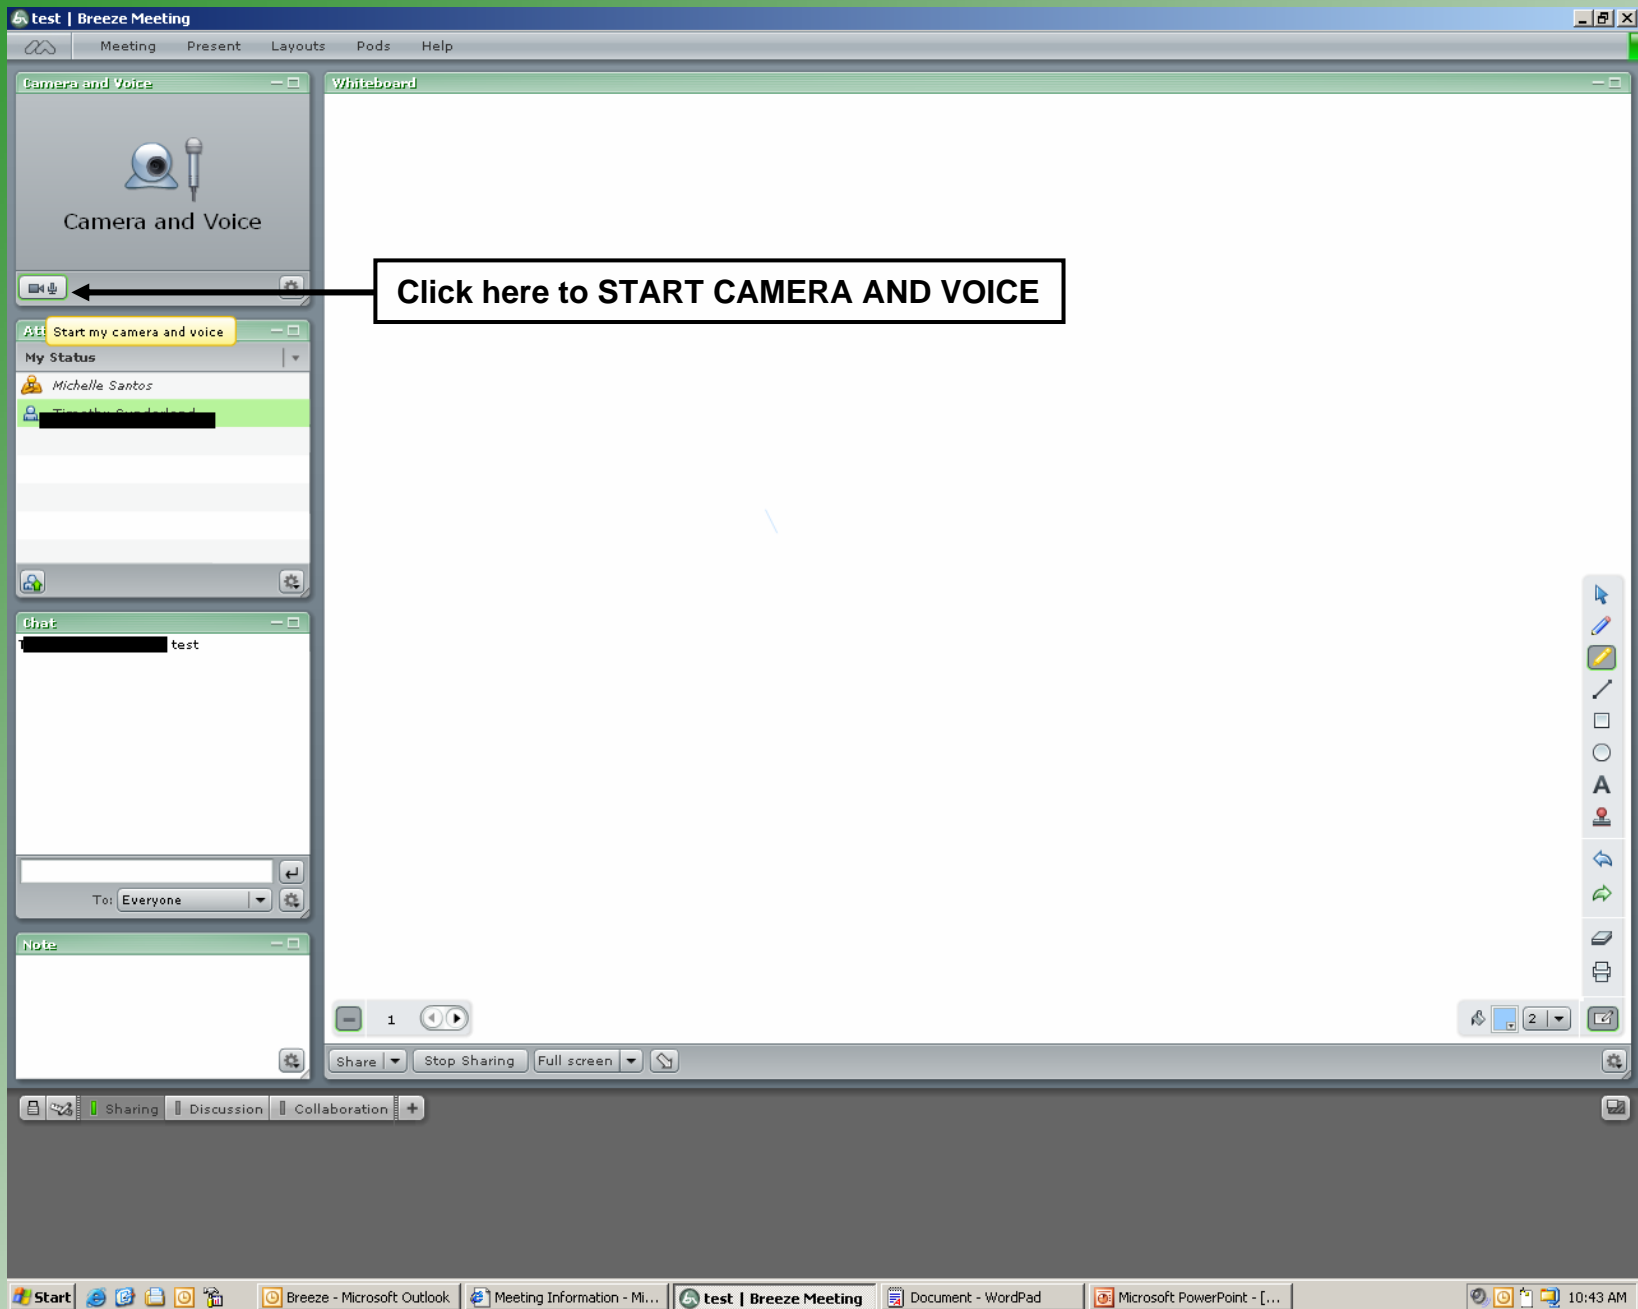 test | Breeze Meeting
Meeting Present Layouts Pods Help
Camera and Voice
Whiteboard
Camera and Voice
Click here to START CAMERA AND VOICE
Start my camera and voice
My Status
Michelle Santos
Chat
test
To: Everyone
Note
1
2
Share Stop Sharing Full screen
Sharing Discussion Collaboration +
Start Breeze - Microsoft Outlook Meeting Information - Mi... test | Breeze Meeting Document - WordPad Microsoft PowerPoint - [... 10:43 AM